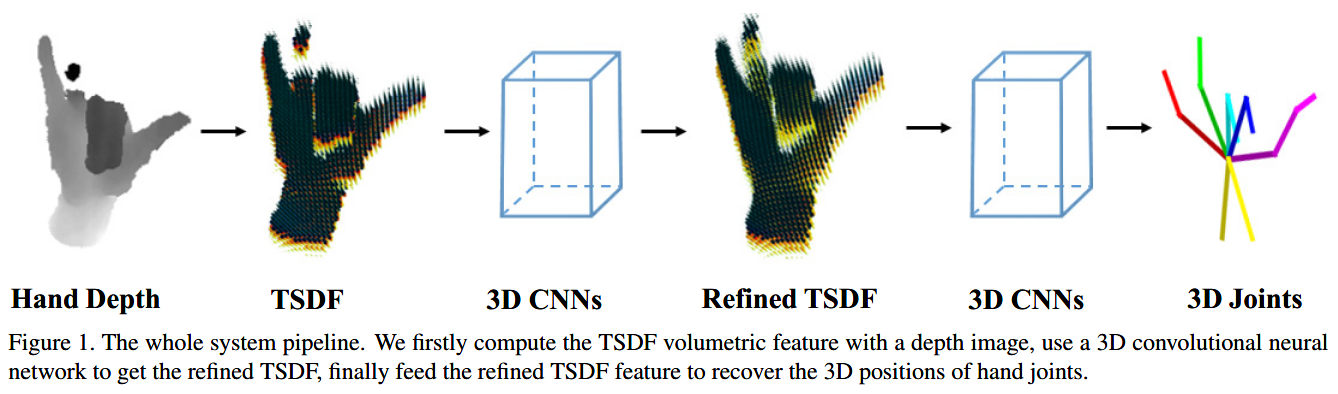 Hand Depth TSDF 3D CNNs Refined TSDF 3D CNNs 3D Joints
Figure 1. The whole system pipeline. We firstly compute the TSDF volumetric feature with a depth image, use a 3D convolutional neural
network to get the refined TSDF, finally feed the refined TSDF feature to recover the 3D positions of hand joints.